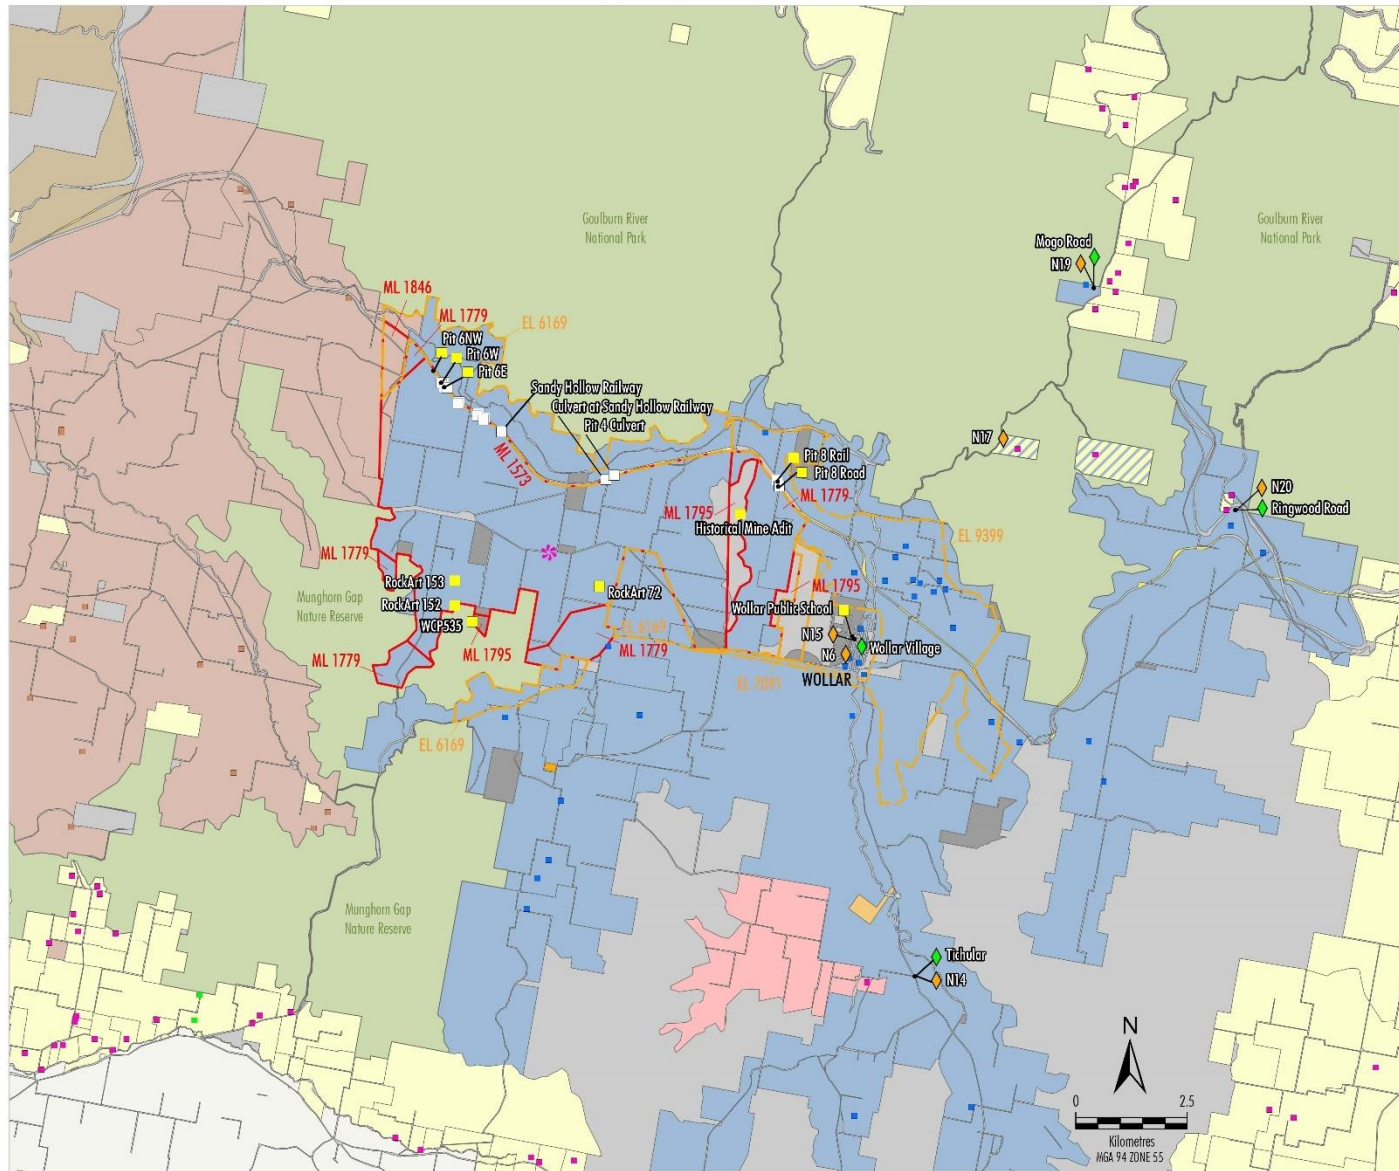 Goulburn River
National Park
Goulburn River
National Park
Mogo Road
N19
ML 1846
ML 1779
EL 6169
Pit 6NW
Pit 6W
Pit 6E
Sandy Hollow Railway
Culvert at Sandy Hollow Railway
Pit 4 Culvert
N17
ML 1573
Pit 8 Rail
Pit 8 Road
ML 1779
N20
Ringwood Road
ML 1795
Historical Mine Adit
EL 9399
ML 1779
RockArt 153
RockArt 72
ML 1795
Munghorn Gap
Nature Reserve
RockArt 152
Wollar Public School
WCP535
EL 6169
N15
ML 1779
ML 1795
ML 1779
Wollar Village
N6
EL 7091
WOLLAR
EL 6169
Munghorn Gap
Nature Reserve
Tichular
N14
N
0
2.5
Kilometres
MGA 94 ZONE 55